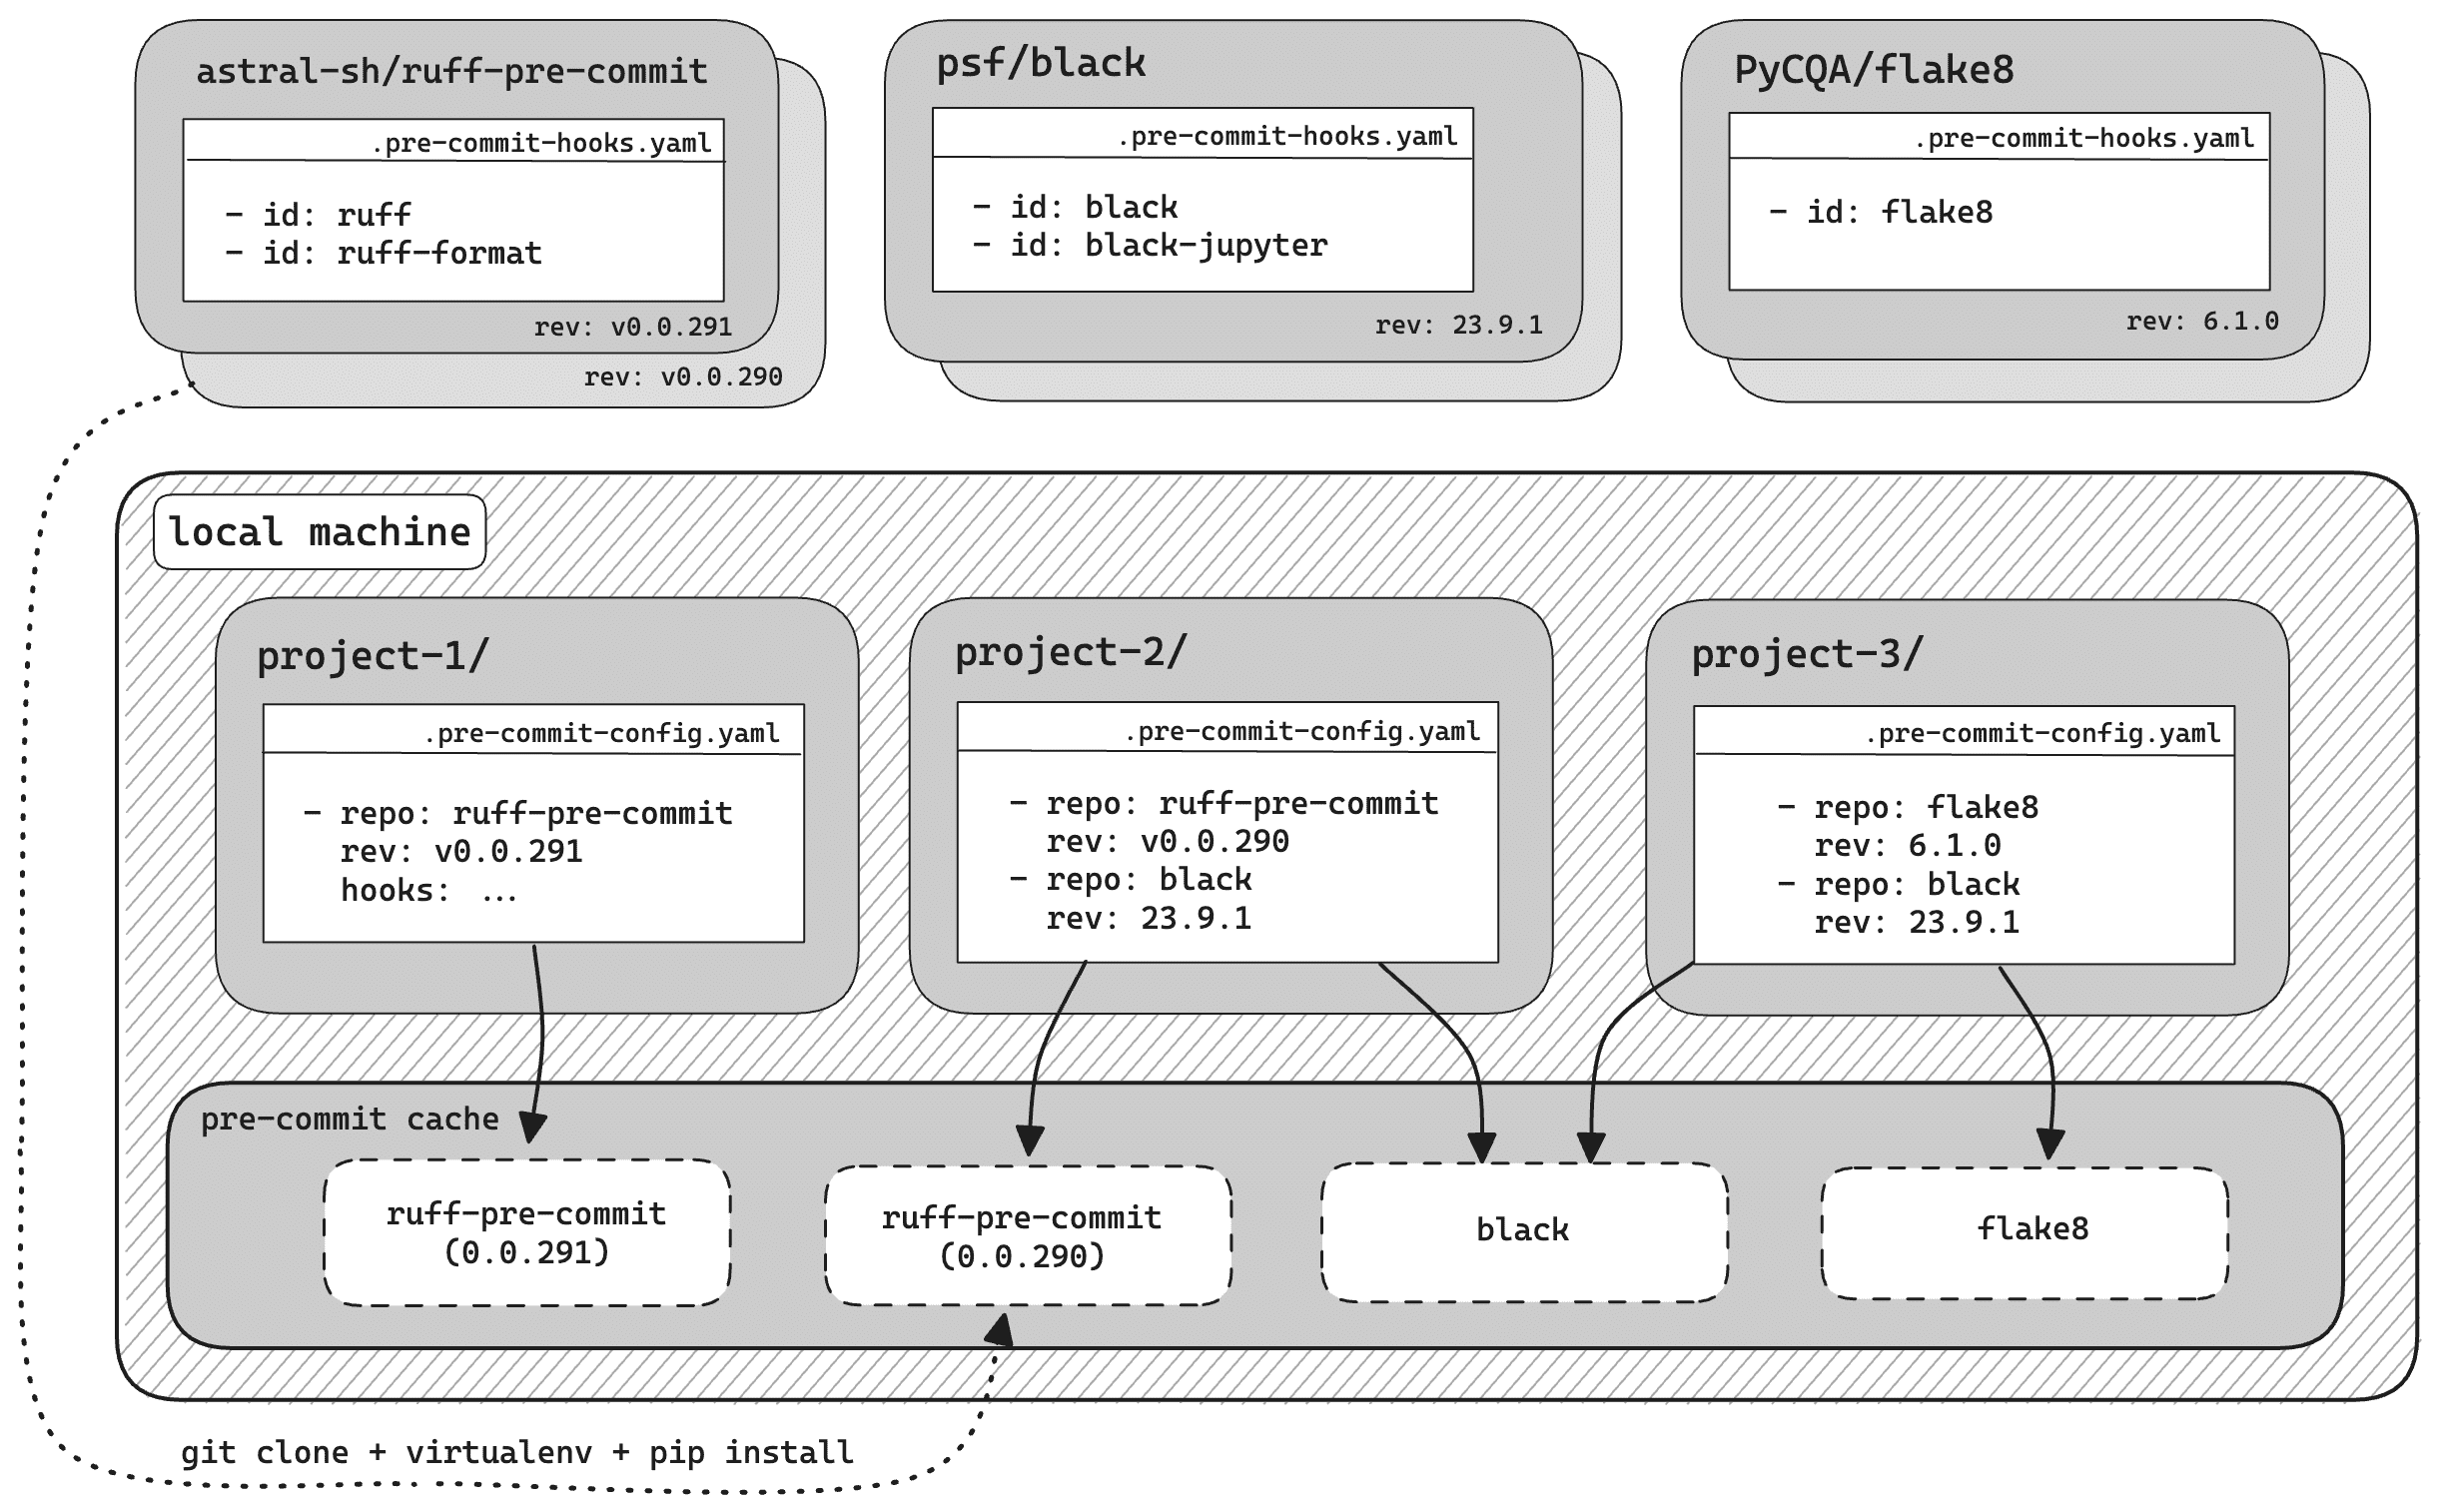 astral-sh/ruff-pre-commit
.pre-commit-hooks.yaml
- id: ruff
- id: ruff-format
rev: v0.0.291
rev: v0.0.290
psf/black
.pre-commit-hooks.yaml
- id: black
- id: black-jupyter
rev: 23.9.1
PyCQA/flake8
.pre-commit-hooks.yaml
- id: flake8
rev: 6.1.0
local machine
project-1/
.pre-commit-config.yaml
- repo: ruff-pre-commit
rev: v0.0.291
hooks: ...
project-2/
.pre-commit-config.yaml
- repo: ruff-pre-commit
rev: v0.0.290
- repo: black
rev: 23.9.1
project-3/
.pre-commit-config.yaml
- repo: flake8
rev: 6.1.0
- repo: black
rev: 23.9.1
pre-commit cache
ruff-pre-commit
(0.0.291)
ruff-pre-commit
(0.0.290)
black
flake8
git clone + virtualenv + pip install